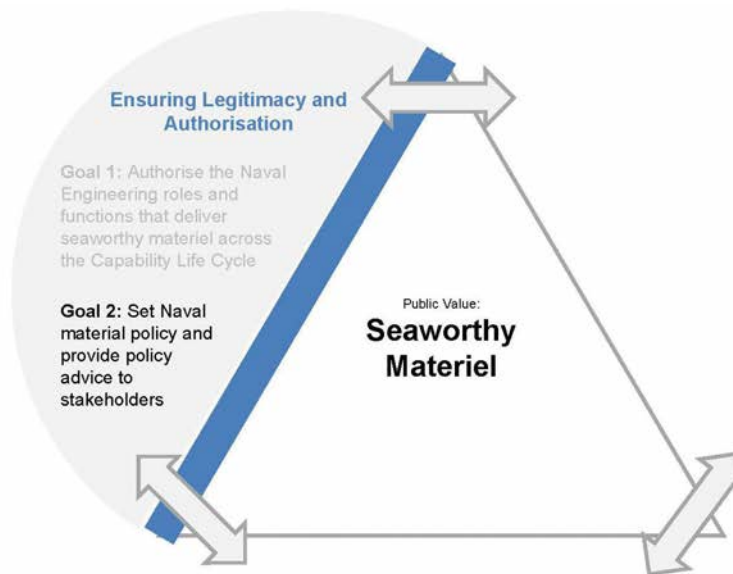 Ensuring Legitimacy and
Authorisation
Goal 1: Authorise the Naval
Engineering roles and
functions that deliver
seaworthy materiel across
the Capability Life Cycle
Goal 2: Set Naval
material policy and
provide policy
advice to
stakeholders
Public Value:
Seaworthy
Materiel